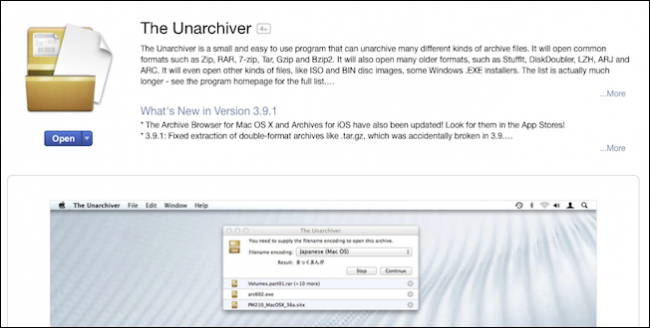 The Unarchiver 4+
The Unarchiver is a small and easy to use program that can unarchive many different kinds of archive files. It will open common
formats such as Zip, RAR, 7-zip, Tar, Gzip and Bzip2. It will also open many older formats, such as StuffIt, DiskDoubler, LZH, ARJ and
ARC. It will even open other kinds of files, like ISO and BIN disc images, some Windows .EXE installers. The list is actually much
longer - see the program homepage for the full list....
...More
What's New in Version 3.9.1
* The Archive Browser for Mac OS X and Archives for iOS have also been updated! Look for them in the App Stores!
* 3.9.1: Fixed extraction of double-format archives like .tar.gz, which was accidentally broken in 3.9....
...More
Open
The Unarchiver File Edit Window Help
The Unarchiver
You need to supply the filename encoding to open this archive.
Filename encoding: Japanese (Mac OS)
Result: まっくまんが
Stop Continue
Volumes.part01.rar (+10 more)
arc602.exe
PM210_MacOSX_36a.sitx